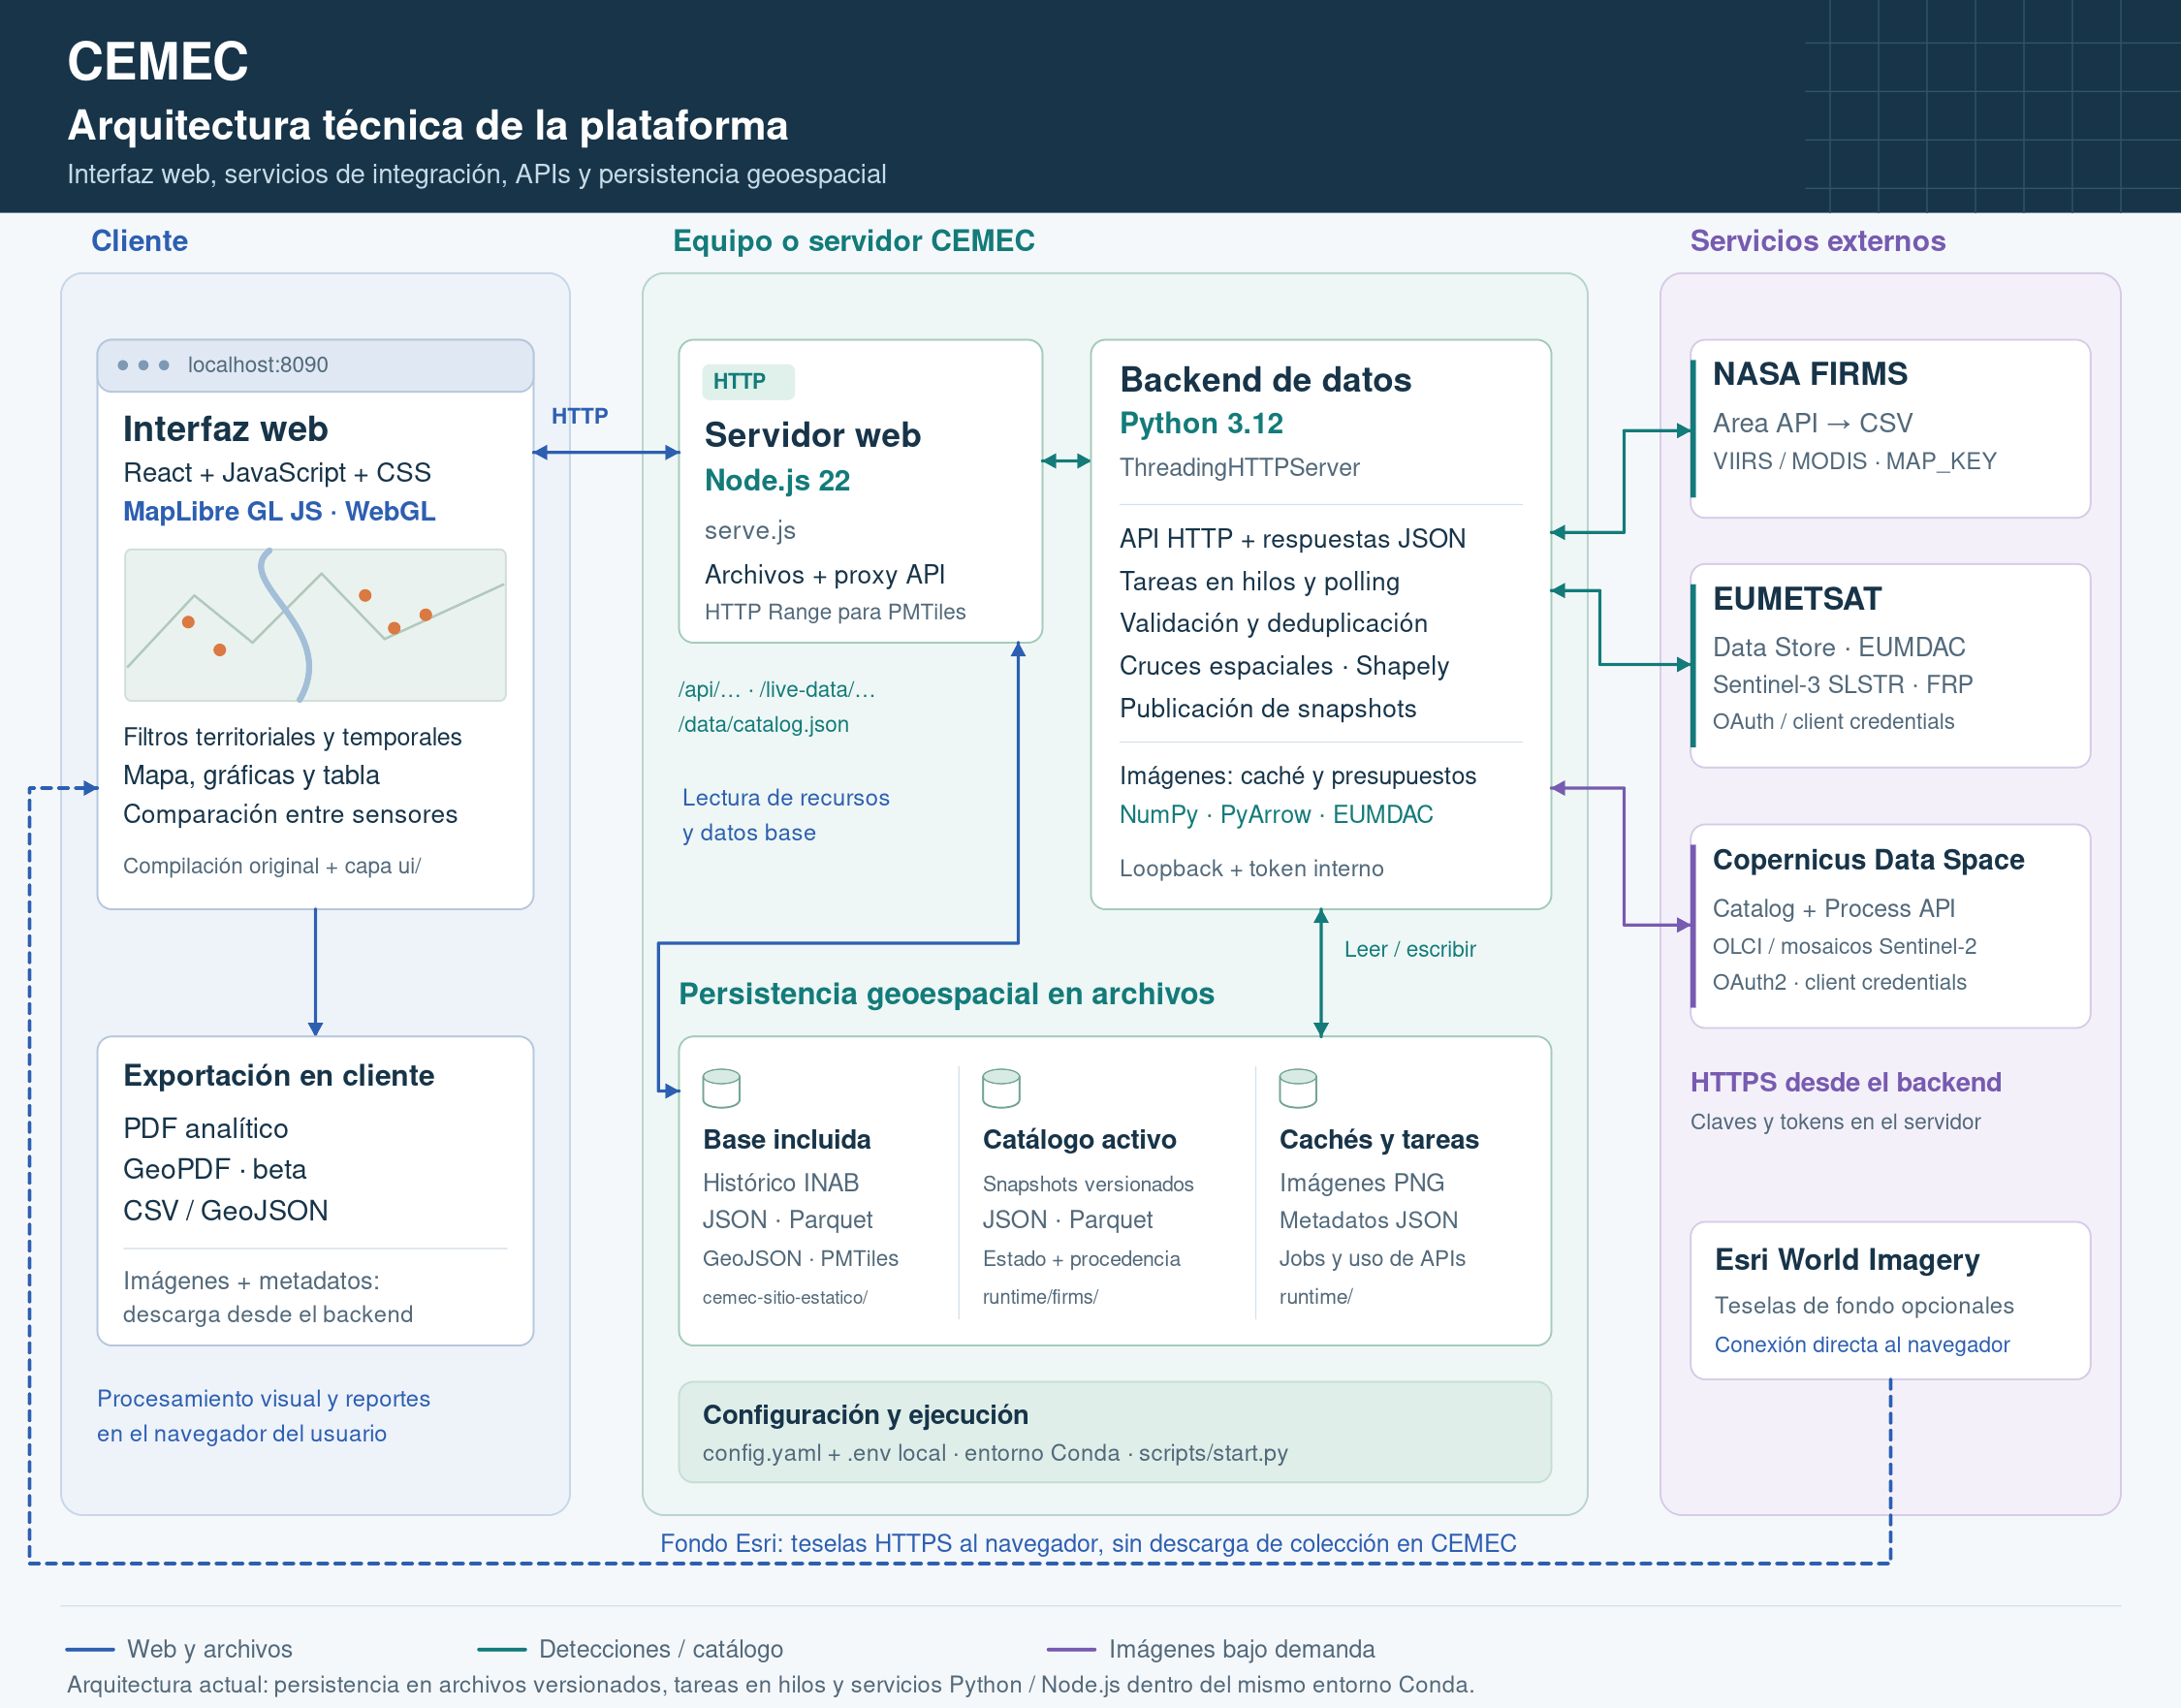 CEMEC
Arquitectura técnica de la plataforma
Interfaz web, servicios de integración, APIs y persistencia geoespacial
Cliente
localhost:8090
Interfaz web
React + JavaScript + CSS
MapLibre GL JS · WebGL
Filtros territoriales y temporales
Mapa, gráficas y tabla
Comparación entre sensores
Compilación original + capa ui/
Exportación en cliente
PDF analítico
GeoPDF · beta
CSV / GeoJSON
Imágenes + metadatos:
descarga desde el backend
Procesamiento visual y reportes
en el navegador del usuario
HTTP
Equipo o servidor CEMEC
HTTP
Servidor web
Node.js 22
serve.js
Archivos + proxy API
HTTP Range para PMTiles
/api/… · /live-data/…
/data/catalog.json
Lectura de recursos
y datos base
Backend de datos
Python 3.12
ThreadingHTTPServer
API HTTP + respuestas JSON
Tareas en hilos y polling
Validación y deduplicación
Cruces espaciales · Shapely
Publicación de snapshots
Imágenes: caché y presupuestos
NumPy · PyArrow · EUMDAC
Loopback + token interno
Leer / escribir
Persistencia geoespacial en archivos
Base incluida
Histórico INAB
JSON · Parquet
GeoJSON · PMTiles
cemec-sitio-estatico/
Catálogo activo
Snapshots versionados
JSON · Parquet
Estado + procedencia
runtime/firms/
Cachés y tareas
Imágenes PNG
Metadatos JSON
Jobs y uso de APIs
runtime/
Configuración y ejecución
config.yaml + .env local · entorno Conda · scripts/start.py
Servicios externos
NASA FIRMS
Area API → CSV
VIIRS / MODIS · MAP_KEY
EUMETSAT
Data Store · EUMDAC
Sentinel-3 SLSTR · FRP
OAuth / client credentials
Copernicus Data Space
Catalog + Process API
OLCI / mosaicos Sentinel-2
OAuth2 · client credentials
HTTPS desde el backend
Claves y tokens en el servidor
Esri World Imagery
Teselas de fondo opcionales
Conexión directa al navegador
Fondo Esri: teselas HTTPS al navegador, sin descarga de colección en CEMEC
Web y archivos
Detecciones / catálogo
Imágenes bajo demanda
Arquitectura actual: persistencia en archivos versionados, tareas en hilos y servicios Python / Node.js dentro del mismo entorno Conda.